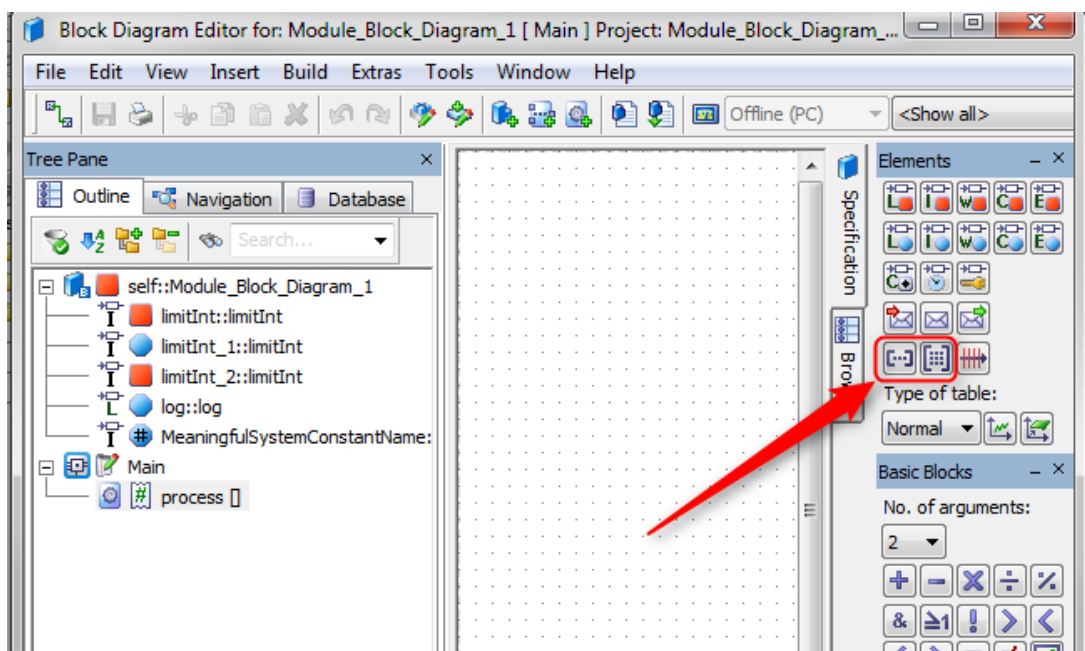 Block Diagram Editor for: Module_Block_Diagram_1 [ Main ] Project: Module_Block_Diagram_...
File Edit View Insert Build Extras Tools Window Help
Offline (PC)
<Show all>
Tree Pane
Outline
Navigation
Database
Search...
self::Module_Block_Diagram_1
I limitInt::limitInt
I limitInt_1::limitInt
I limitInt_2::limitInt
L log::log
I # MeaningfulSystemConstantName:
Main
# process []
Specification
Brow
Elements
L I W C E
L I W C E
C
Type of table:
Normal
Basic Blocks
No. of arguments:
2
+ - X ÷ %
& ≥1 ! > <